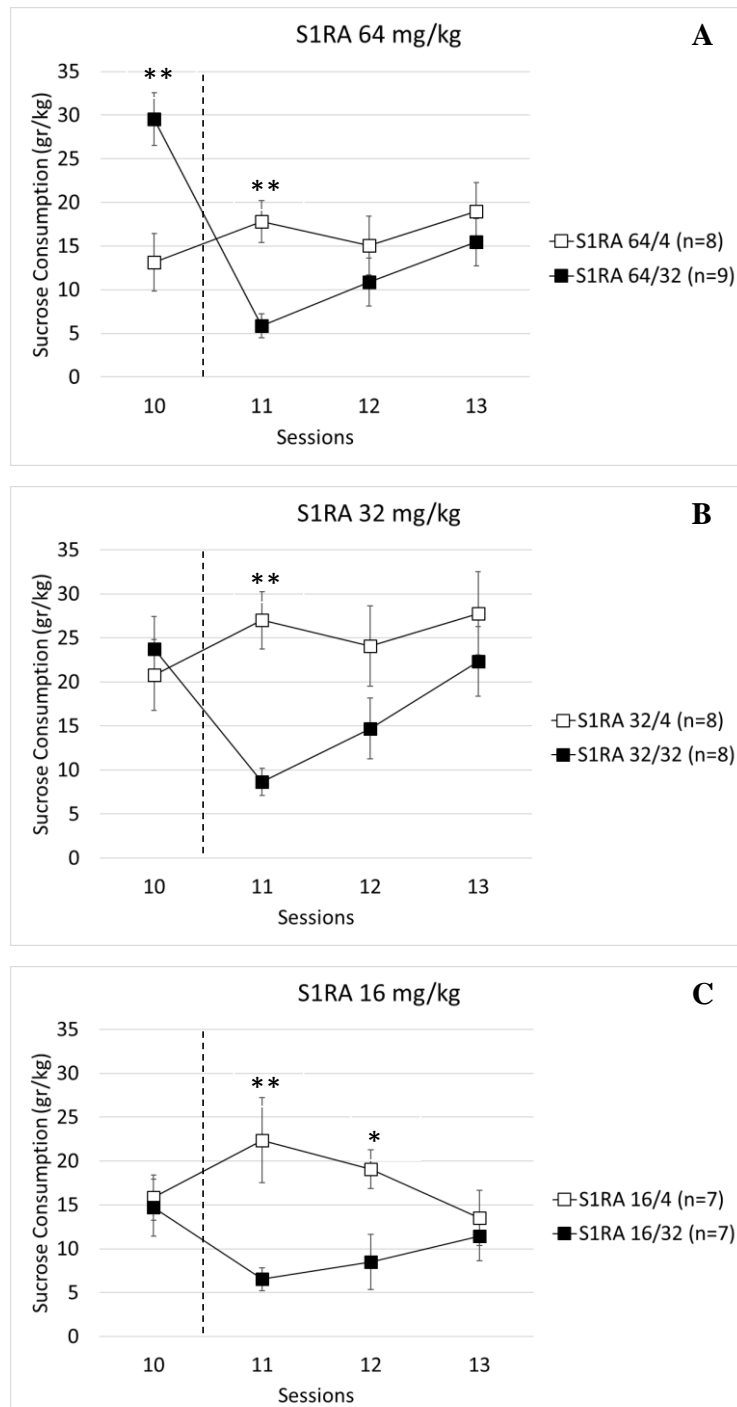 S1RA 64 mg/kg
A
Sucrose Consumption (gr/kg)
35
30
25
20
15
10
5
0
**
**
10 11 12 13
Sessions
S1RA 64/4 (n=8)
S1RA 64/32 (n=9)
S1RA 32 mg/kg
B
Sucrose Consumption (gr/kg)
35
30
25
20
15
10
5
0
**
10 11 12 13
Sessions
S1RA 32/4 (n=8)
S1RA 32/32 (n=8)
S1RA 16 mg/kg
C
Sucrose Consumption (gr/kg)
35
30
25
20
15
10
5
0
**
*
10 11 12 13
Sessions
S1RA 16/4 (n=7)
S1RA 16/32 (n=7)